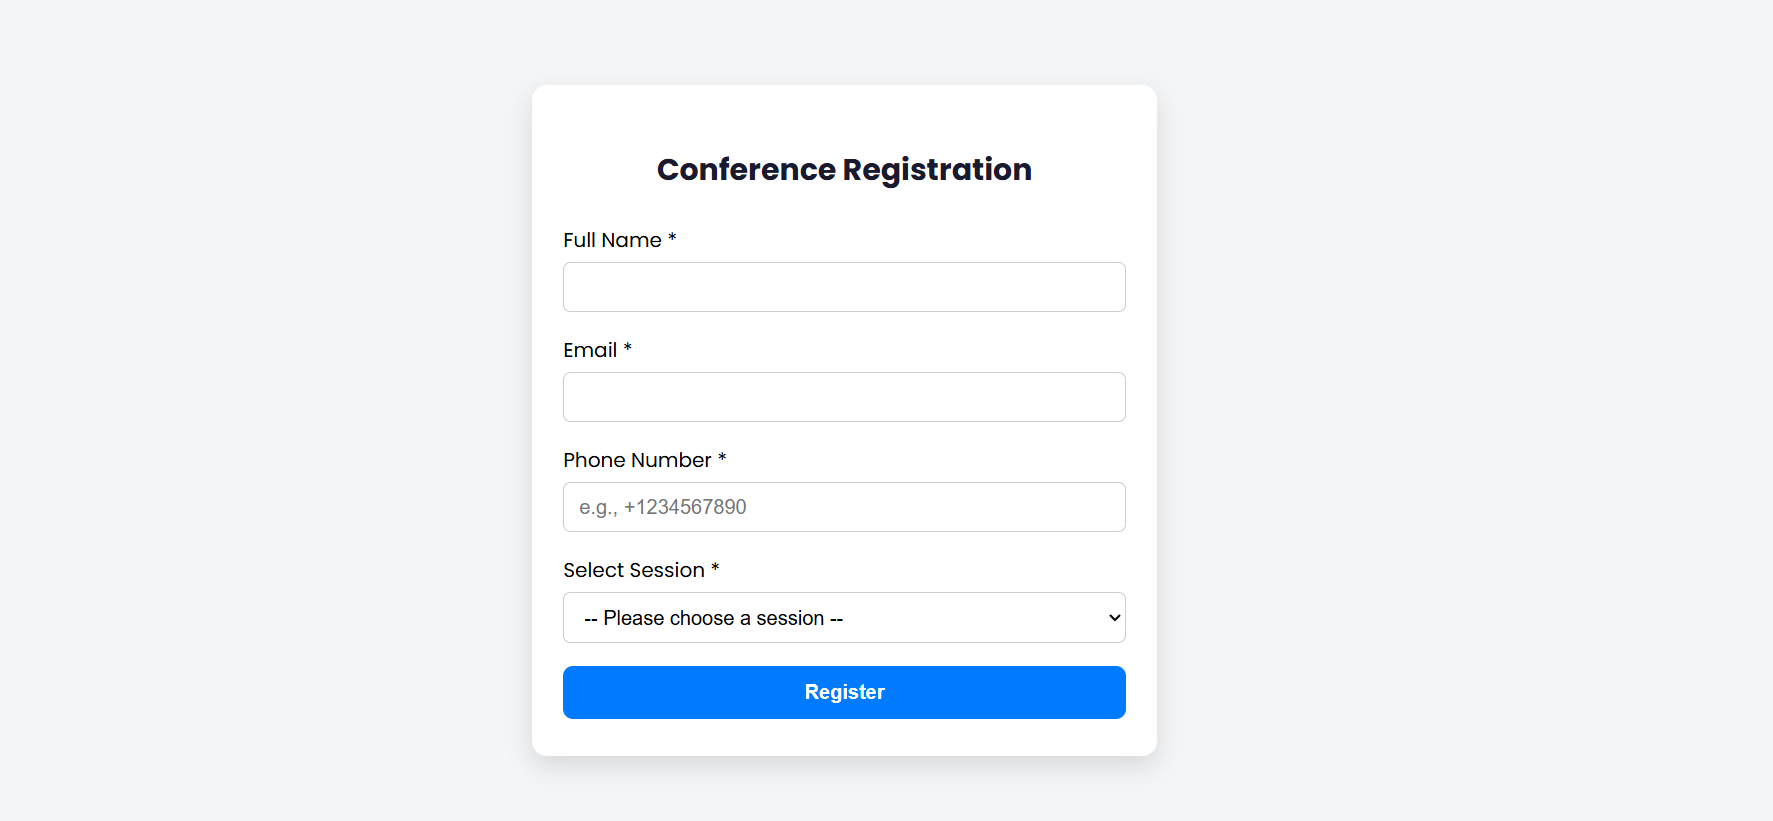 Conference Registration
Full Name *
Email *
Phone Number *
e.g., +1234567890
Select Session *
-- Please choose a session --
Register